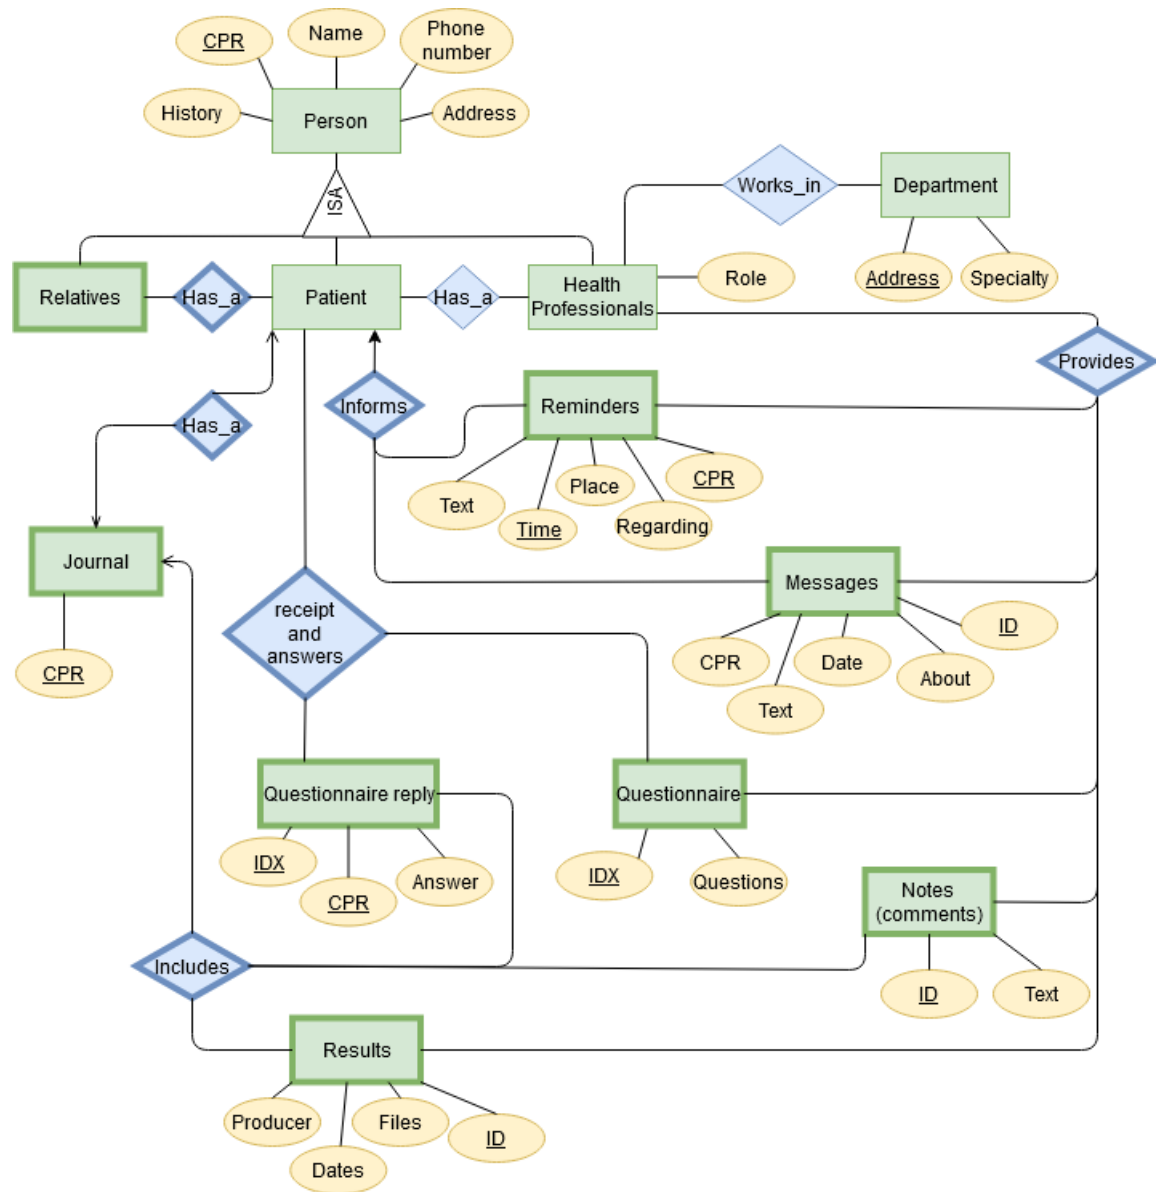 CPR
Name
Phone
number
History
Person
Address
ISA
Works_in
Department
Relatives
Has_a
Patient
Has_a
Health
Professionals
Role
Address
Specialty
Provides
Has_a
Informs
Reminders
Text
Time
Place
Regarding
CPR
Journal
CPR
receipt
and
answers
Messages
CPR
Text
Date
About
ID
Questionnaire reply
IDX
CPR
Answer
Questionnaire
IDX
Questions
Notes
(comments)
ID
Text
Includes
Results
Producer
Dates
Files
ID